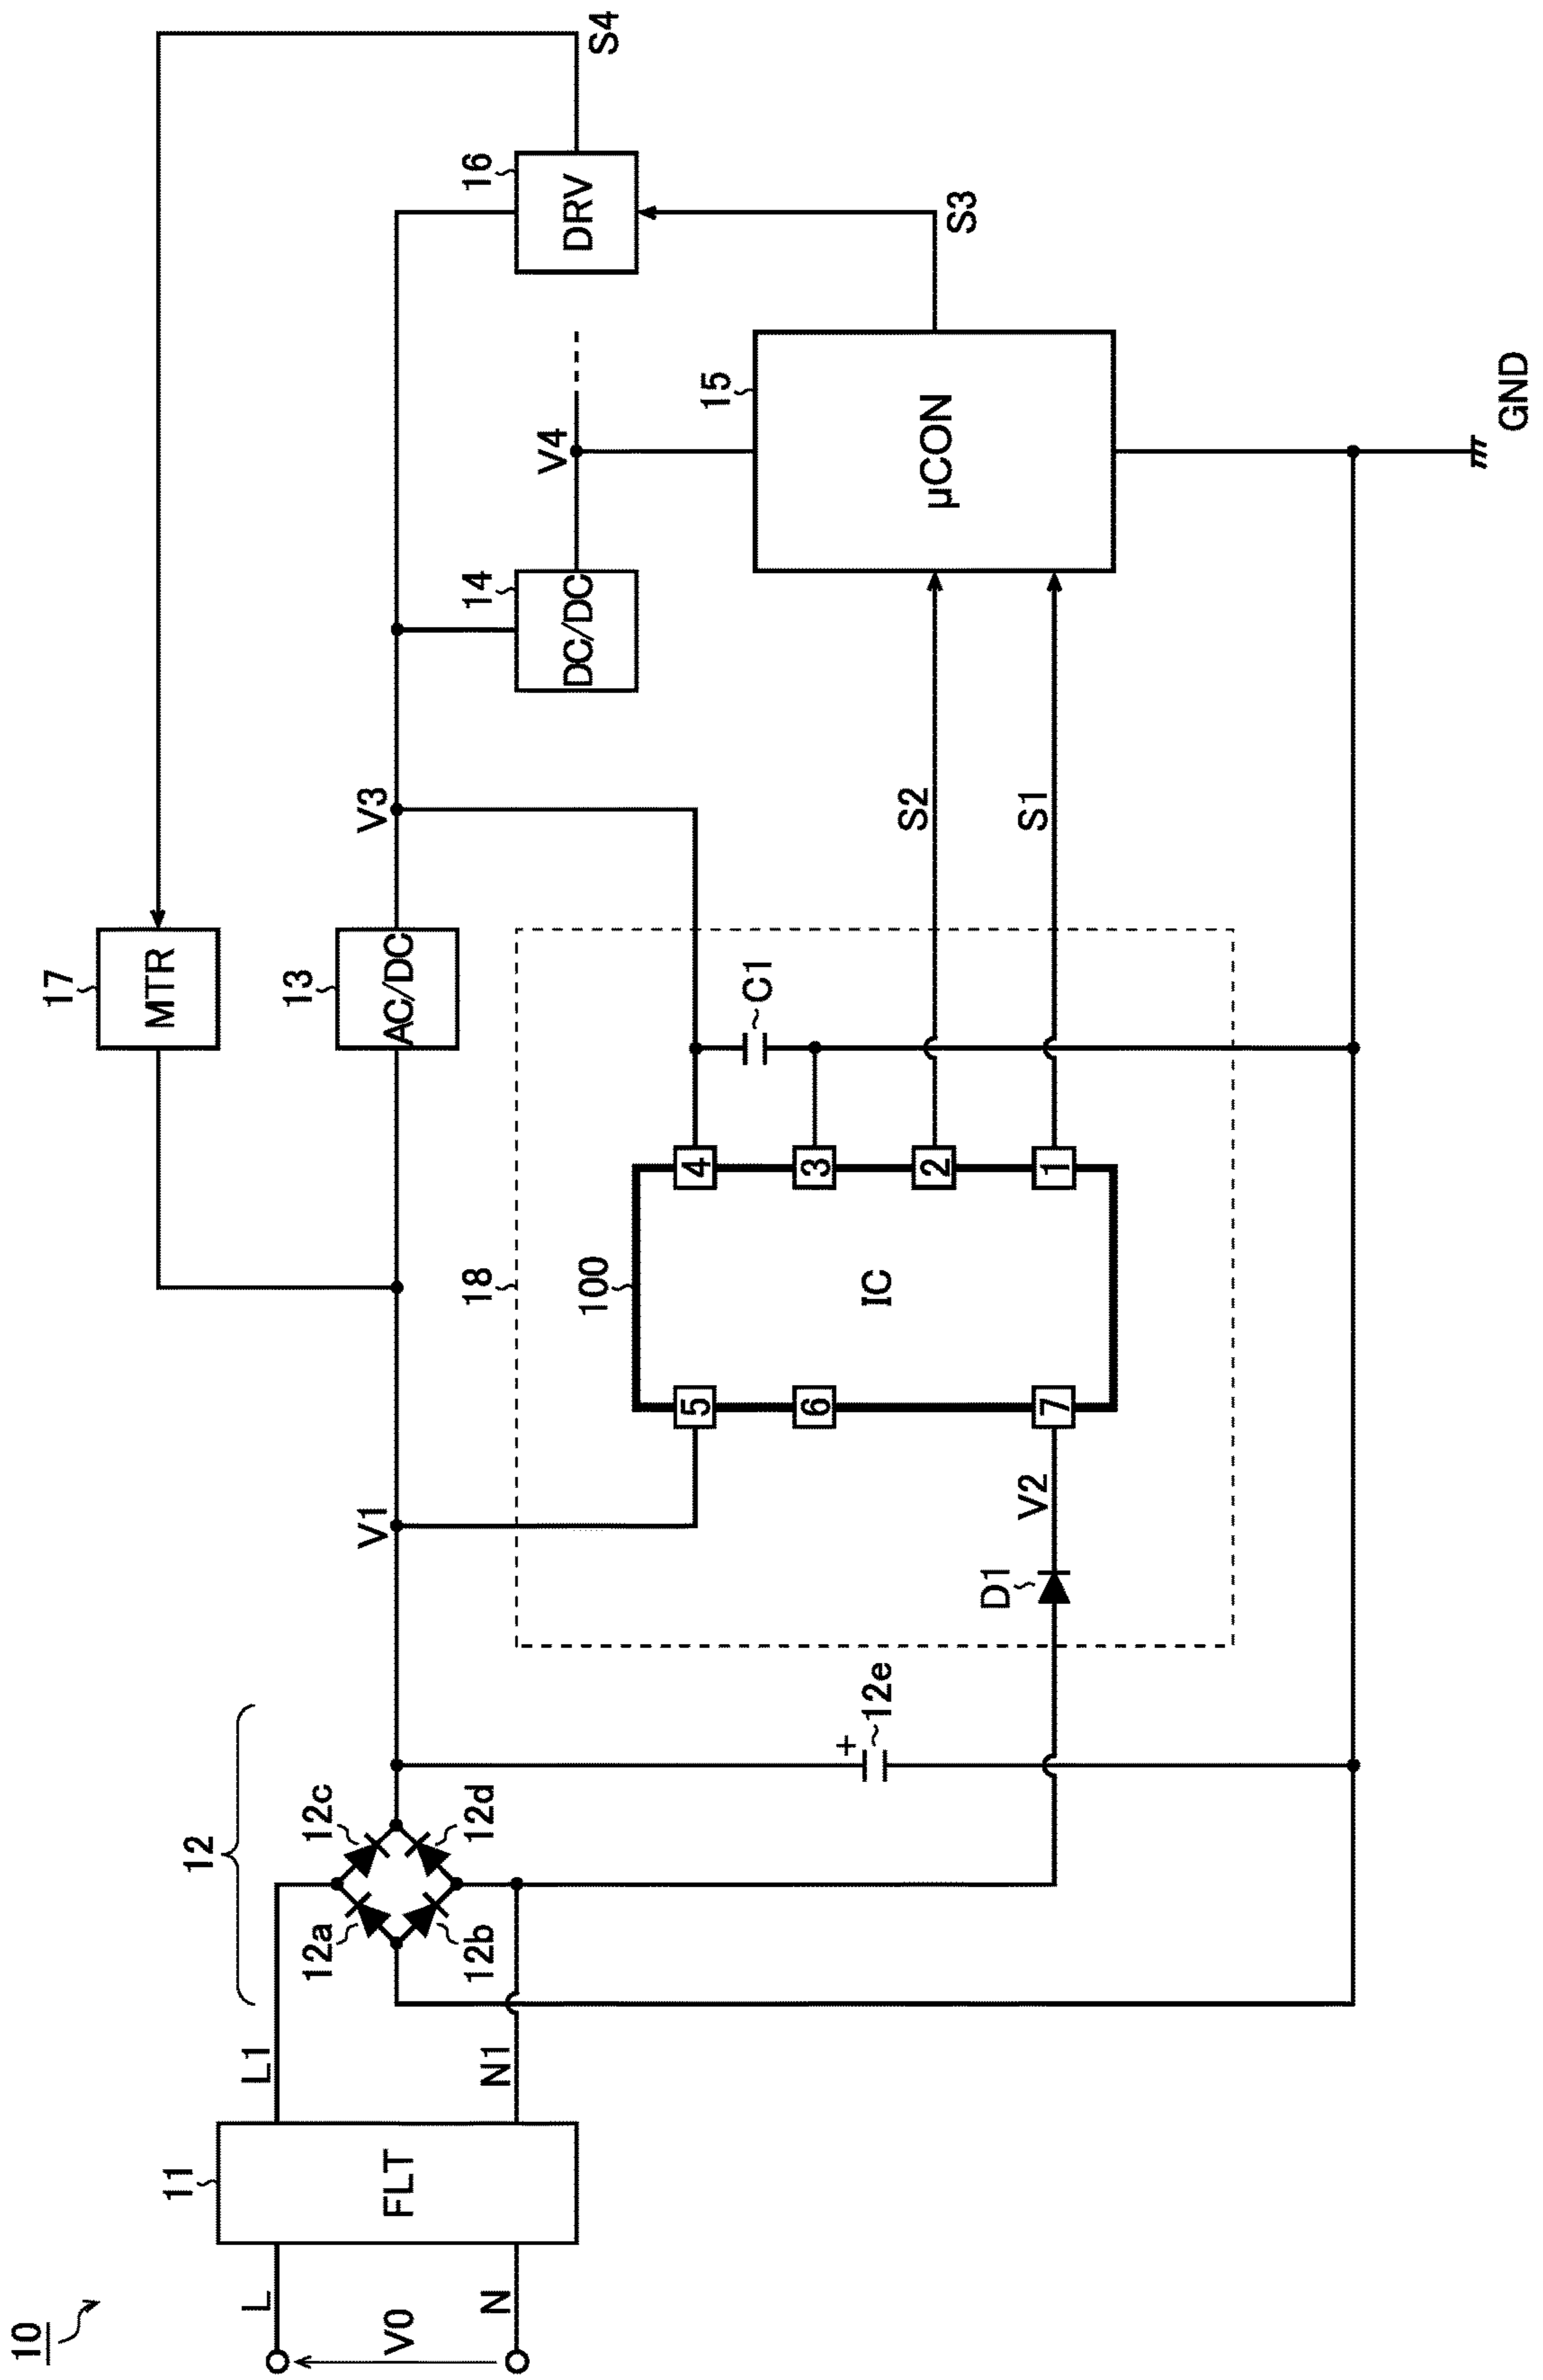 10
L
V0
N
11
FLT
L1
N1
12
12a
12b
12c
12d
12e
V1
D1
V2
18
100
IC
5
6
7
4
3
2
1
C1
17
MTR
13
AC/DC
V3
S2
S1
14
DC/DC
V4
15
μCON
16
DRV
S3
S4
GND